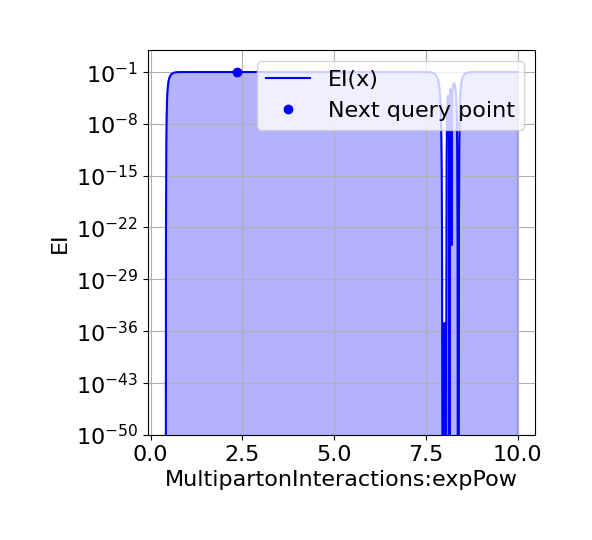 EI(x)
Next query point
EI
10⁻¹
10⁻⁸
10⁻¹⁵
10⁻²²
10⁻²⁹
10⁻³⁶
10⁻⁴³
10⁻⁵⁰
0.0 2.5 5.0 7.5 10.0
MultipartonInteractions:expPow